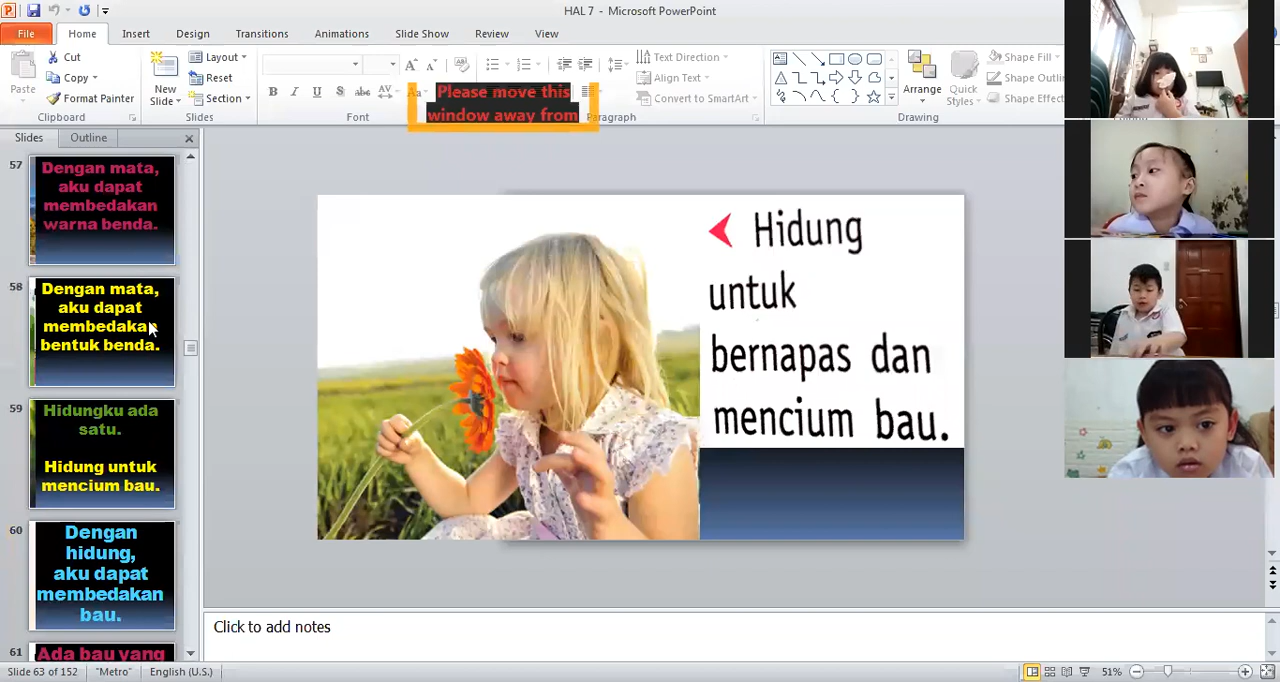 HAL 7 - Microsoft PowerPoint
File Home Insert Design Transitions Animations Slide Show Review View
Cut
Copy
Format Painter
Paste
Clipboard
New
Slide
Layout
Reset
Section
Slides
B I U S abc AV Aa
Font
Please move this
window away from
Paragraph
Text Direction
Align Text
Convert to SmartArt
Arrange
Quick
Styles
Drawing
Shape Fill
Shape Outli
Shape Effec
Slides Outline
57
Dengan mata,
aku dapat
membedakan
warna benda.
58
Dengan mata,
aku dapat
membedakan
bentuk benda.
59
Hidungku ada
satu.
Hidung untuk
mencium bau.
60
Dengan
hidung,
aku dapat
membedakan
bau.
61
Ada bau yang
Hidung
untuk
bernapas dan
mencium bau.
Click to add notes
Slide 63 of 152 "Metro" English (U.S.) 51%